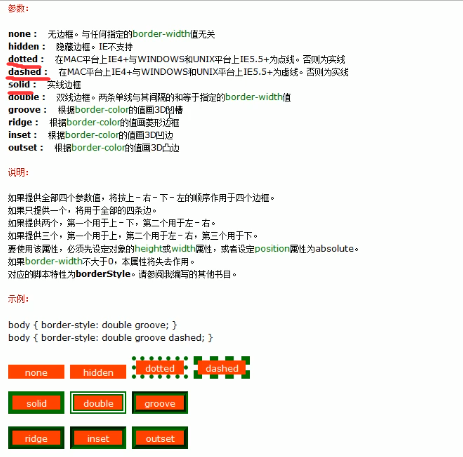 参数:
none： 无边框。与任何指定的border-width值无关
hidden： 隐藏边框。IE不支持
dotted： 在MAC平台上IE4+与WINDOWS和UNIX平台上IE5.5+为点线。否则为实线
dashed： 在MAC平台上IE4+与WINDOWS和UNIX平台上IE5.5+为虚线。否则为实线
solid： 实线边框
double： 双线边框。两条单线与其间隔的和等于指定的border-width值
groove： 根据border-color的值画3D凹槽
ridge： 根据border-color的值画菱形边框
inset： 根据border-color的值画3D凹边
outset： 根据border-color的值画3D凸边
说明:
如果提供全部四个参数值，将按上－右－下－左的顺序作用于四个边框。
如果只提供一个，将用于全部的四条边。
如果提供两个，第一个用于上－下，第二个用于左－右。
如果提供三个，第一个用于上，第二个用于左－右，第三个用于下。
要使用该属性，必须先设定对象的height或width属性，或者设定position属性为absolute。
如果border-width不大于0，本属性将失去作用。
对应的脚本特性为borderStyle。请参阅我编写的其他书目。
示例:
body { border-style: double groove; }
body { border-style: double groove dashed; }
none hidden dotted dashed
solid double groove
ridge inset outset